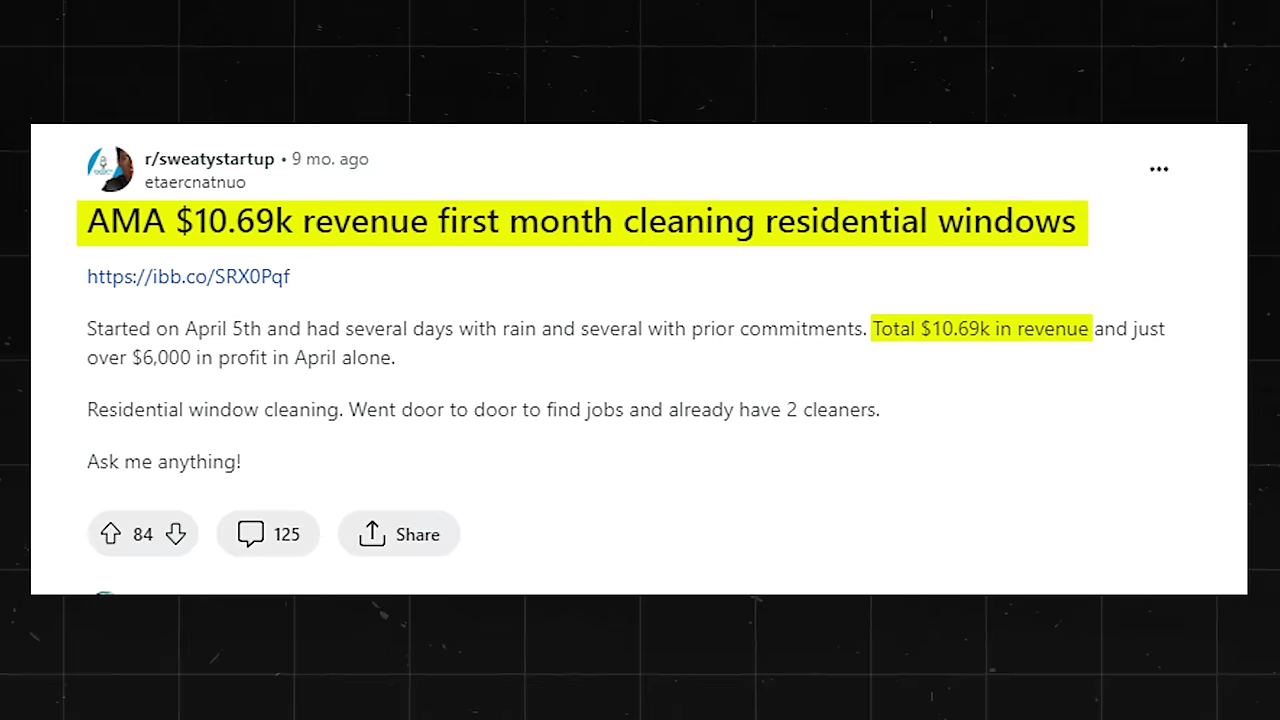 r/sweatystartup • 9 mo. ago
etaercnatnuo
AMA $10.69k revenue first month cleaning residential windows
https://ibb.co/SRX0Pqf
Started on April 5th and had several days with rain and several with prior commitments. Total $10.69k in revenue and just
over $6,000 in profit in April alone.
Residential window cleaning. Went door to door to find jobs and already have 2 cleaners.
Ask me anything!
84 125 Share